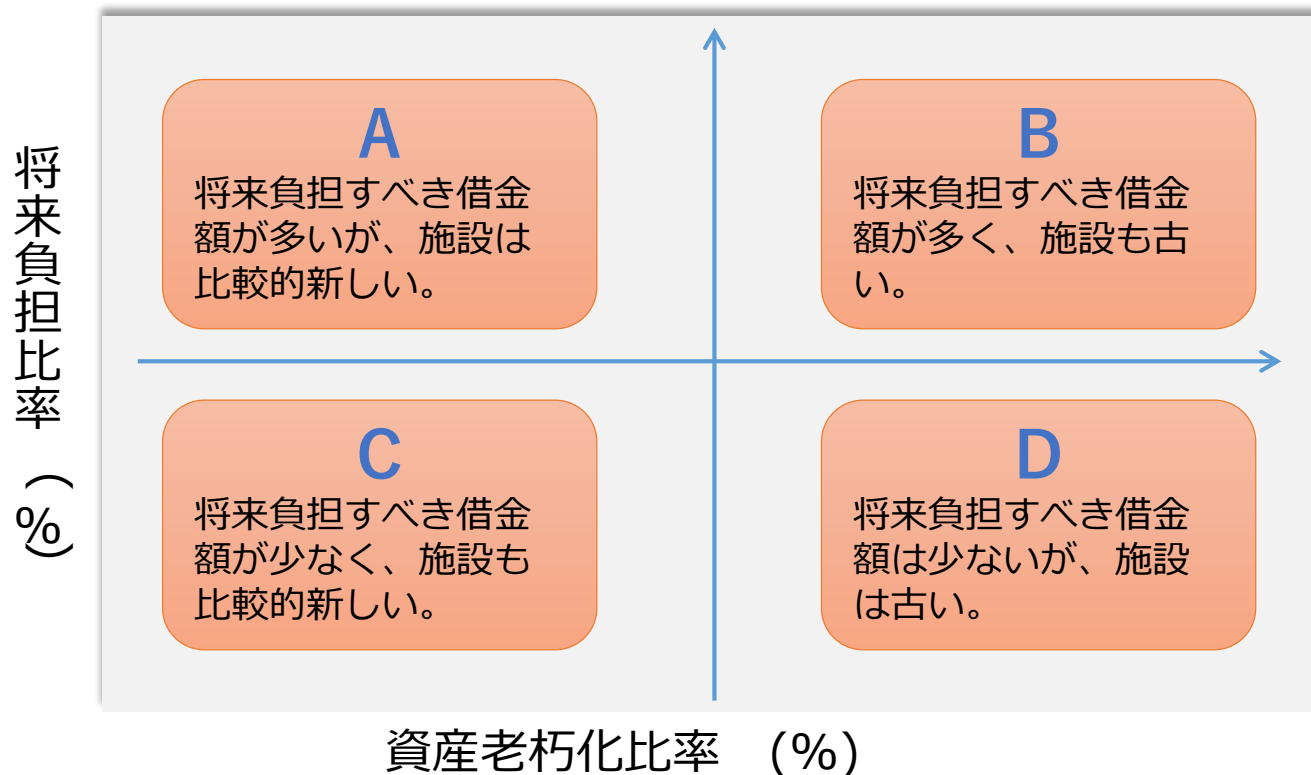 将来負担比率 (%)
A
将来負担すべき借金
額が多いが、施設は
比較的新しい。
B
将来負担すべき借金
額が多く、施設も古
い。
C
将来負担すべき借金
額が少なく、施設も
比較的新しい。
D
将来負担すべき借金
額は少ないが、施設
は古い。
資産老朽化比率 (%)